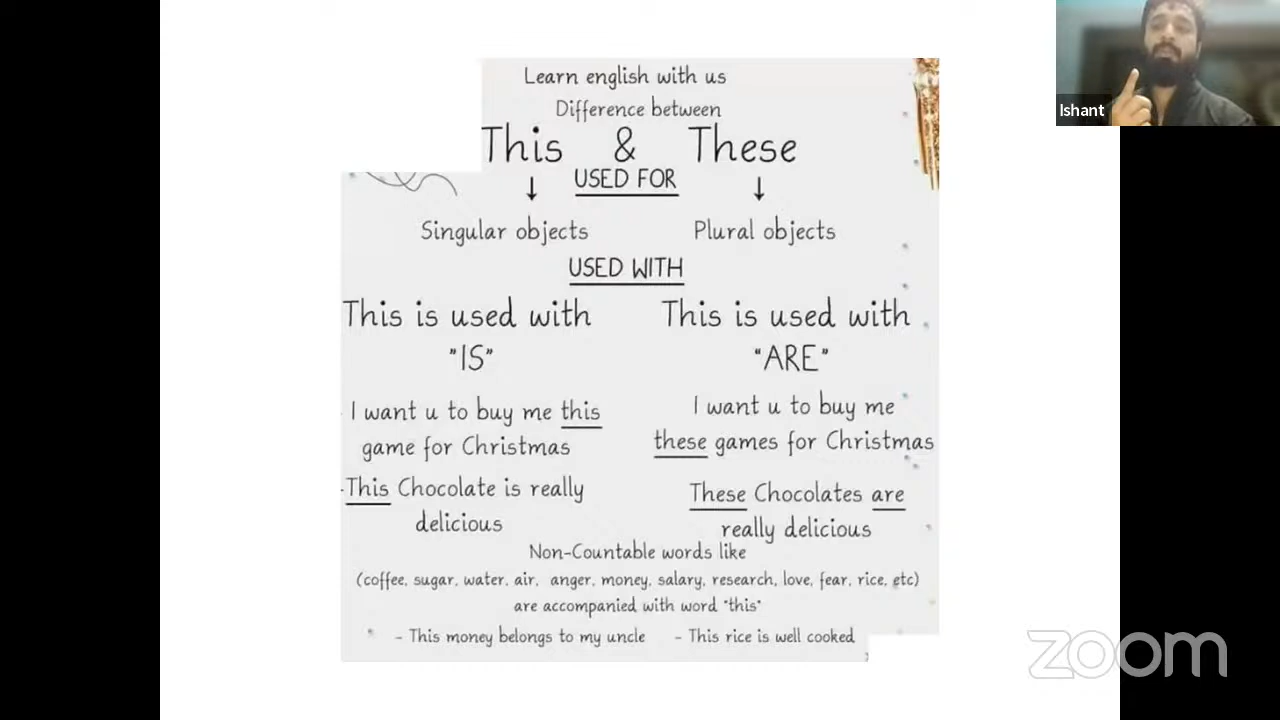 Learn english with us
Difference between
This & These
USED FOR
Singular objects Plural objects
USED WITH
This is used with
"IS"
This is used with
"ARE"
I want u to buy me this
game for Christmas
I want u to buy me
these games for Christmas
This Chocolate is really
delicious
These Chocolates are
really delicious
Non-Countable words like
(coffee, sugar, water, air, anger, money, salary, research, love, fear, rice, etc)
are accompanied with word "this"
- This money belongs to my uncle - This rice is well cooked
Ishant
zoom